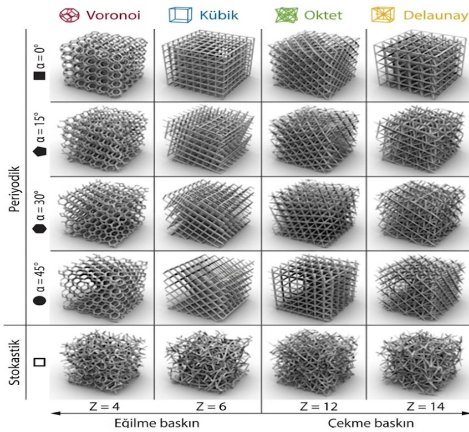 Voronoi Kübik Oktet Delaunay
Periyodik
α = 0°
α = 15°
α = 30°
α = 45°
Stokastik
Z = 4 Z = 6 Z = 12 Z = 14
Eğilme baskın Cekme baskın